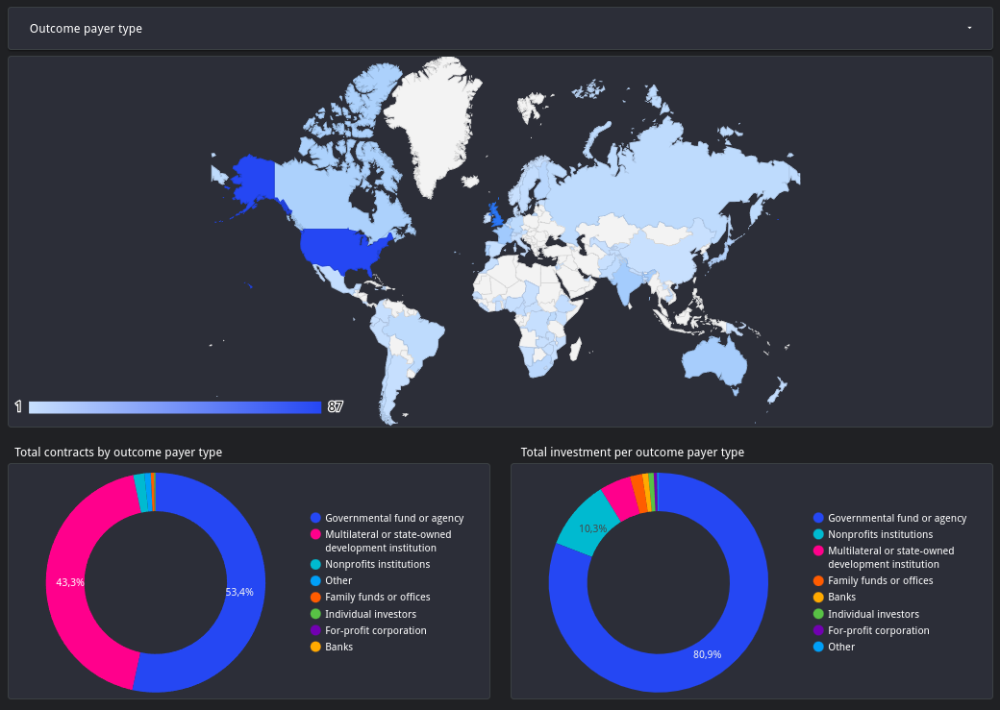 Outcome payer type
1
87
Total contracts by outcome payer type
Total investment per outcome payer type
43,3%
53,4%
Governmental fund or agency
Multilateral or state-owned
development institution
Nonprofits institutions
Other
Family funds or offices
Individual investors
For-profit corporation
Banks
10,3%
80,9%
Governmental fund or agency
Nonprofits institutions
Multilateral or state-owned
development institution
Family funds or offices
Banks
Individual investors
For-profit corporation
Other